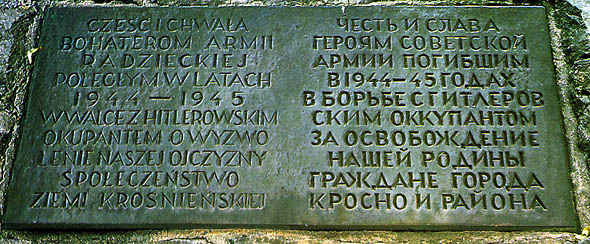 CZEŚĆ I CHWAŁA
BOHATEROM ARMII
RADZIECKIEJ
POLEGŁYM W LATACH
1944 — 1945
W WALCE Z HITLEROWSKIM
OKUPANTEM O WYZWO
LENIE NASZEJ OJCZYZNY
SPOŁECZEŃSTWO
ZIEMI KROŚNIEŃSKIEJ
ЧЕСТЬ И СЛАВА
ГЕРОЯМ СОВЕТСКОЙ
АРМИИ ПОГИБШИМ
В 1944–45 ГОДАХ
В БОРЬБЕ С ГИТЛЕРОВ
СКИМ ОККУПАНТОМ
ЗА ОСВОБОЖДЕНИЕ
НАШЕЙ РОДИНЫ
ГРАЖДАНЕ ГОРОДА
КРОСНО И РАЙОНА